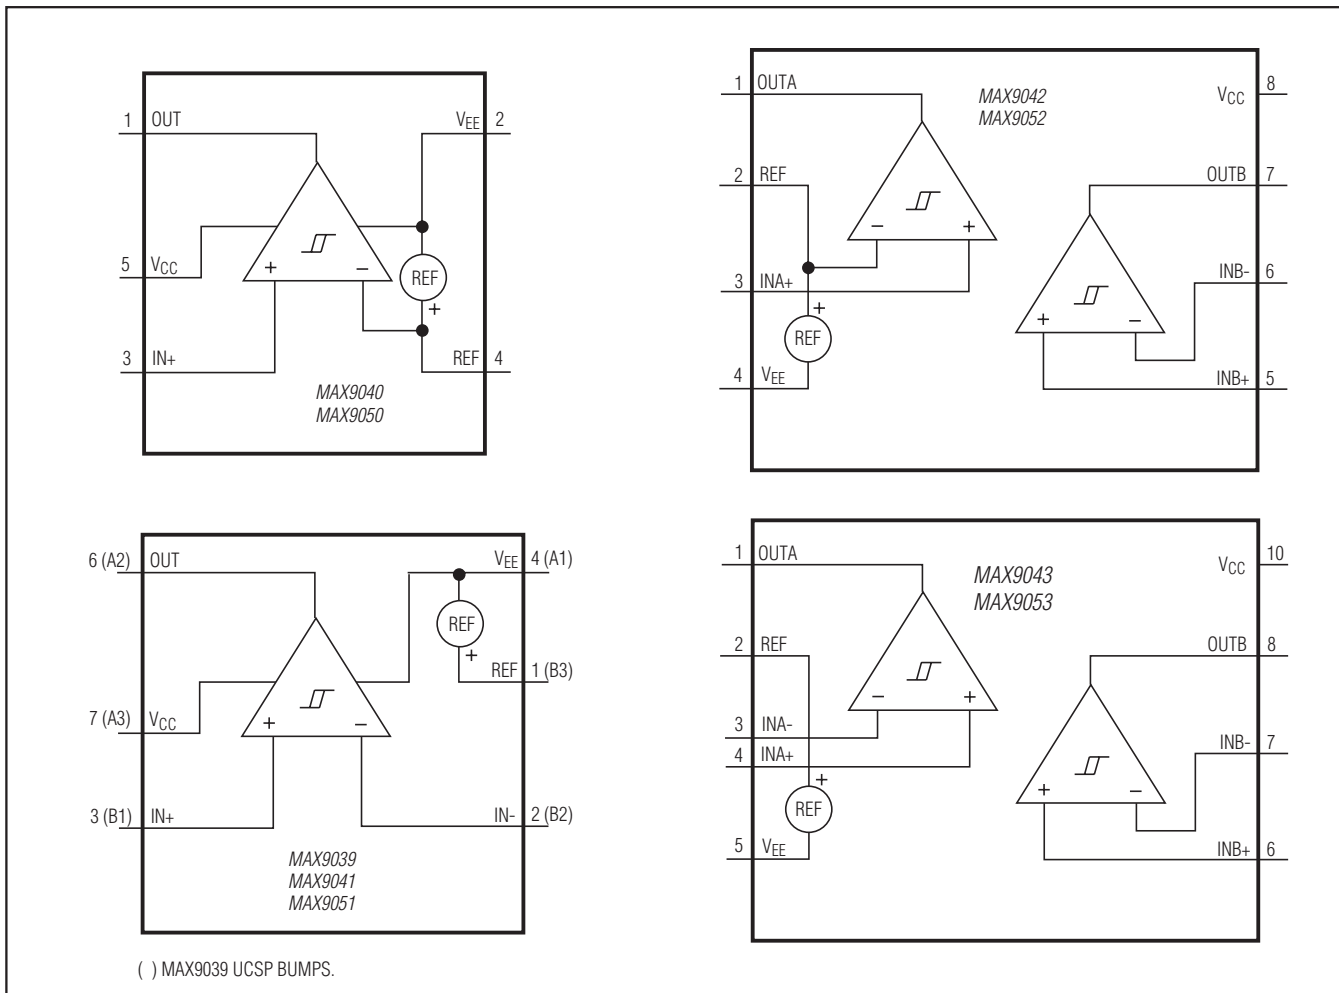 1 OUT
VEE 2
5 VCC
+ −
REF
+
3 IN+
REF 4
MAX9040
MAX9050
1 OUTA
MAX9042
MAX9052
VCC 8
2 REF
OUTB 7
− +
3 INA+
INB- 6
+
REF
+ −
4 VEE
INB+ 5
6 (A2) OUT
VEE 4 (A1)
REF
+
REF 1 (B3)
7 (A3) VCC
+ −
3 (B1) IN+
IN- 2 (B2)
MAX9039
MAX9041
MAX9051
( ) MAX9039 UCSP BUMPS.
1 OUTA
MAX9043
MAX9053
VCC 10
2 REF
OUTB 8
− +
3 INA-
4 INA+
INB- 7
+
REF
+ −
5 VEE
INB+ 6